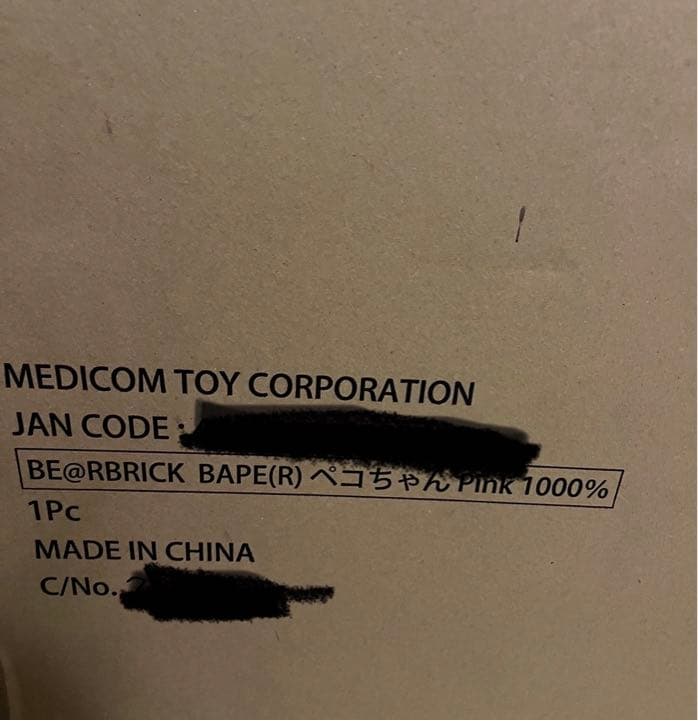 MEDICOM TOY CORPORATION
JAN CODE :
BE@RBRICK BAPE(R) ペコちゃん Pink 1000%
1Pc
MADE IN CHINA
C/No.